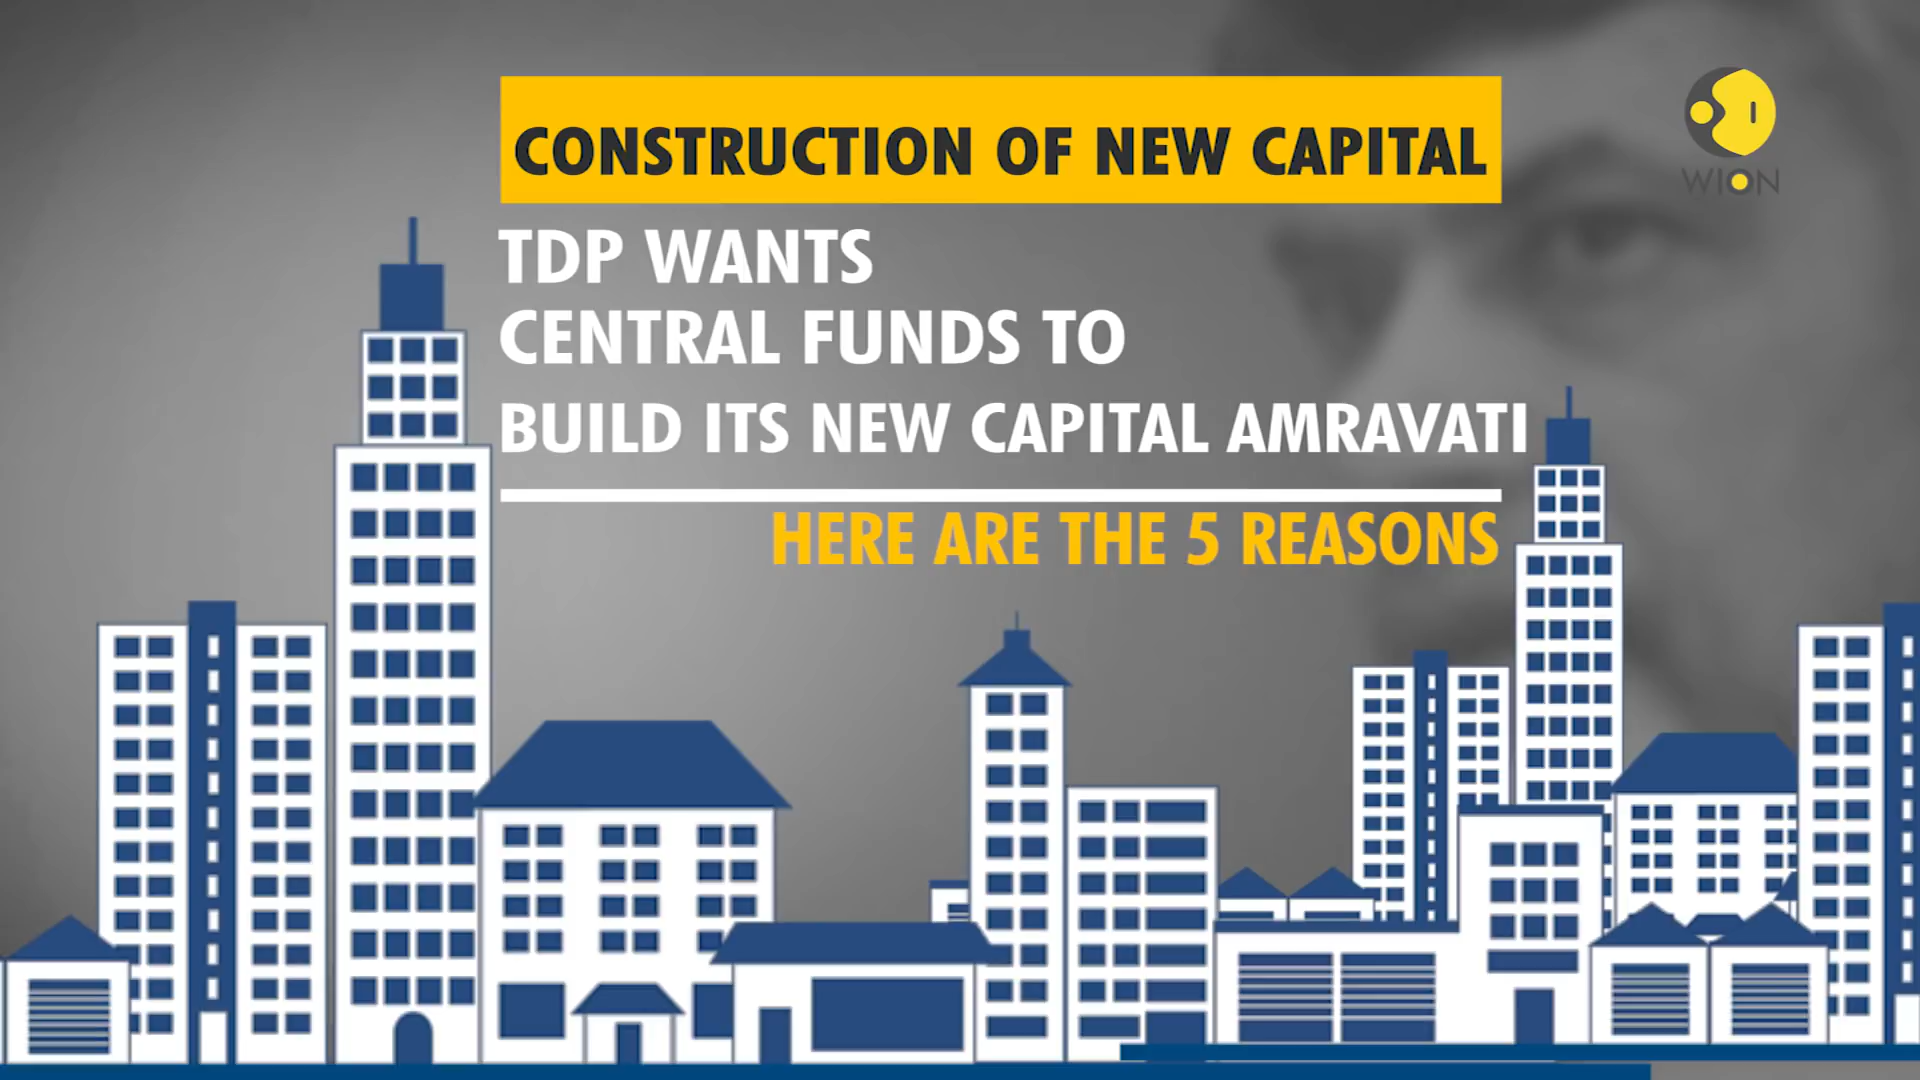 CONSTRUCTION OF NEW CAPITAL
WION
TDP WANTS
CENTRAL FUNDS TO
BUILD ITS NEW CAPITAL AMRAVATI
HERE ARE THE 5 REASONS